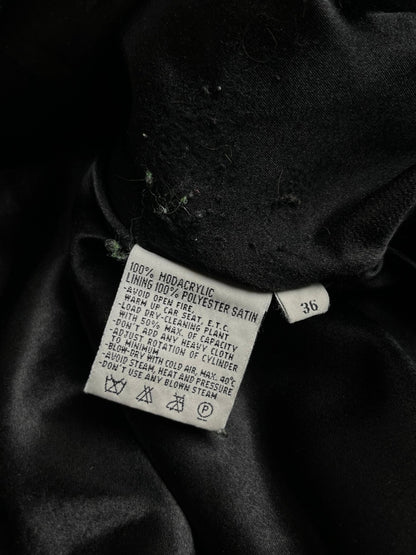 100% MODACRYLIC
LINING 100% POLYESTER SATIN
-AVOID OPEN FIRE,
WARM UP CAR SEAT, E.T.C.
-LOAD DRY-CLEANING PLANT
WITH 50% MAX. OF CAPACITY
-DON'T ADD ANY HEAVY CLOTH
-ADJUST ROTATION OF CYLINDER
TO MINIMUM
-BLOW-DRY WITH COLD AIR, MAX. 40°C
-AVOID STEAM, HEAT AND PRESSURE
-DON'T USE ANY BLOWN STEAM
P
36